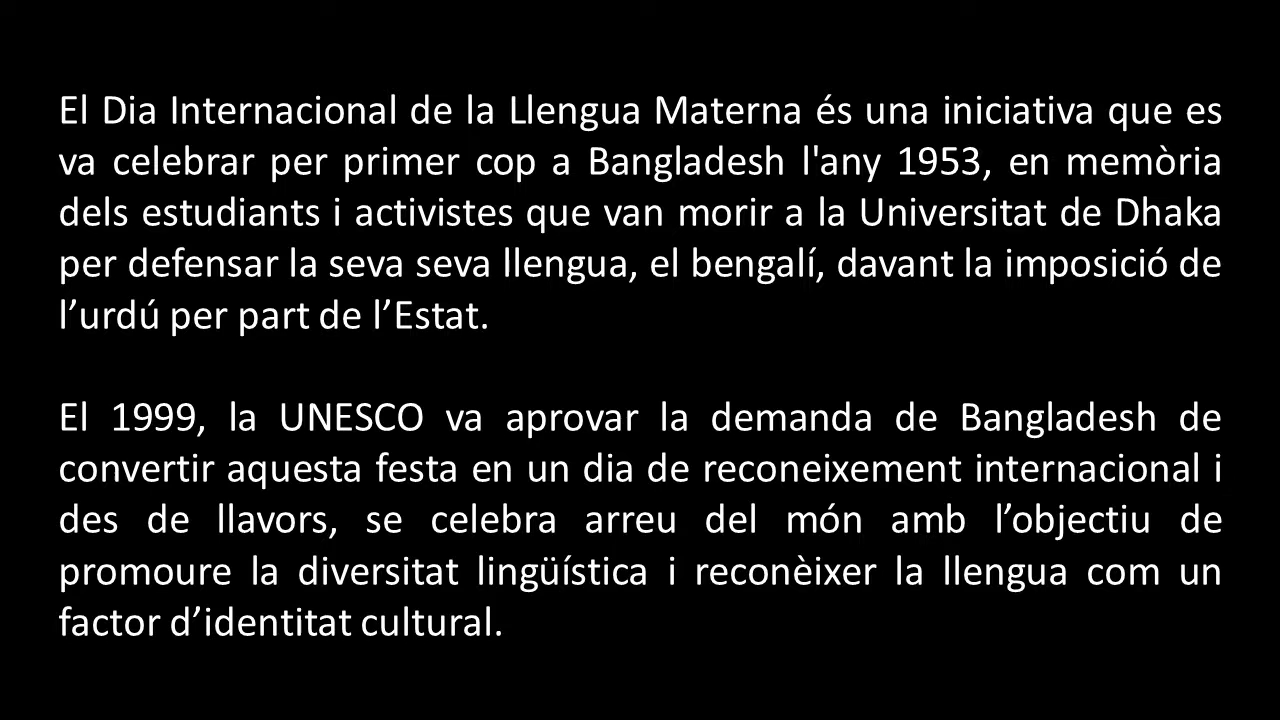 El Dia Internacional de la Llengua Materna és una iniciativa que es
va celebrar per primer cop a Bangladesh l'any 1953, en memòria
dels estudiants i activistes que van morir a la Universitat de Dhaka
per defensar la seva seva llengua, el bengalí, davant la imposició de
l’urdú per part de l’Estat.
El 1999, la UNESCO va aprovar la demanda de Bangladesh de
convertir aquesta festa en un dia de reconeixement internacional i
des de llavors, se celebra arreu del món amb l’objectiu de
promoure la diversitat lingüística i reconèixer la llengua com un
factor d’identitat cultural.